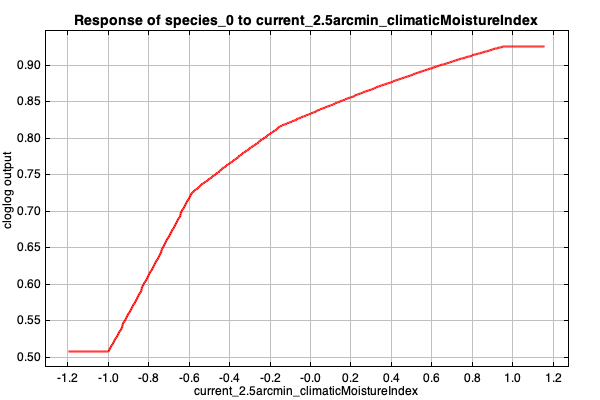 Response of species_0 to current_2.5arcmin_climaticMoistureIndex
cloglog output
0.90
0.85
0.80
0.75
0.70
0.65
0.60
0.55
0.50
-1.2 -1.0 -0.8 -0.6 -0.4 -0.2 -0.0 0.2 0.4 0.6 0.8 1.0 1.2
current_2.5arcmin_climaticMoistureIndex